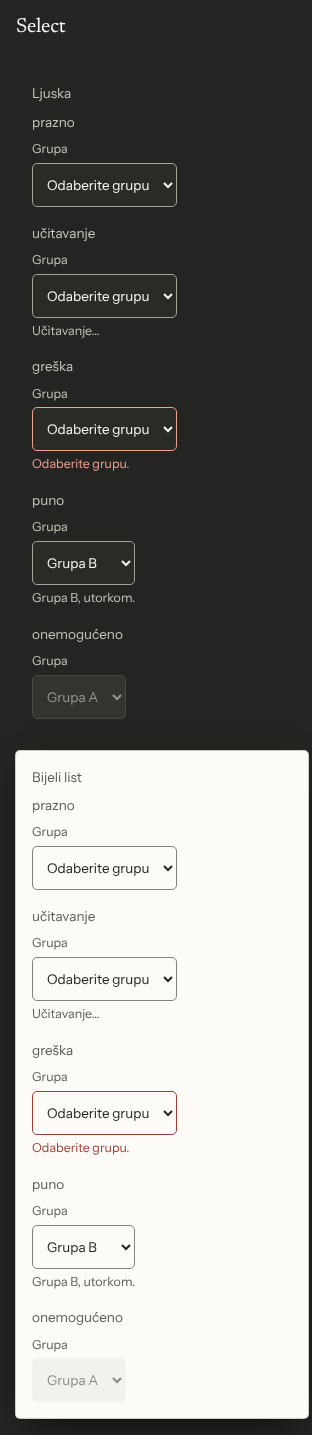 Select
Ljuska
prazno
Grupa
Odaberite grupu
učitavanje
Grupa
Odaberite grupu
Učitavanje…
greška
Grupa
Odaberite grupu
Odaberite grupu.
puno
Grupa
Grupa B
Grupa B, utorkom.
onemogućeno
Grupa
Grupa A
Bijeli list
prazno
Grupa
Odaberite grupu
učitavanje
Grupa
Odaberite grupu
Učitavanje…
greška
Grupa
Odaberite grupu
Odaberite grupu.
puno
Grupa
Grupa B
Grupa B, utorkom.
onemogućeno
Grupa
Grupa A